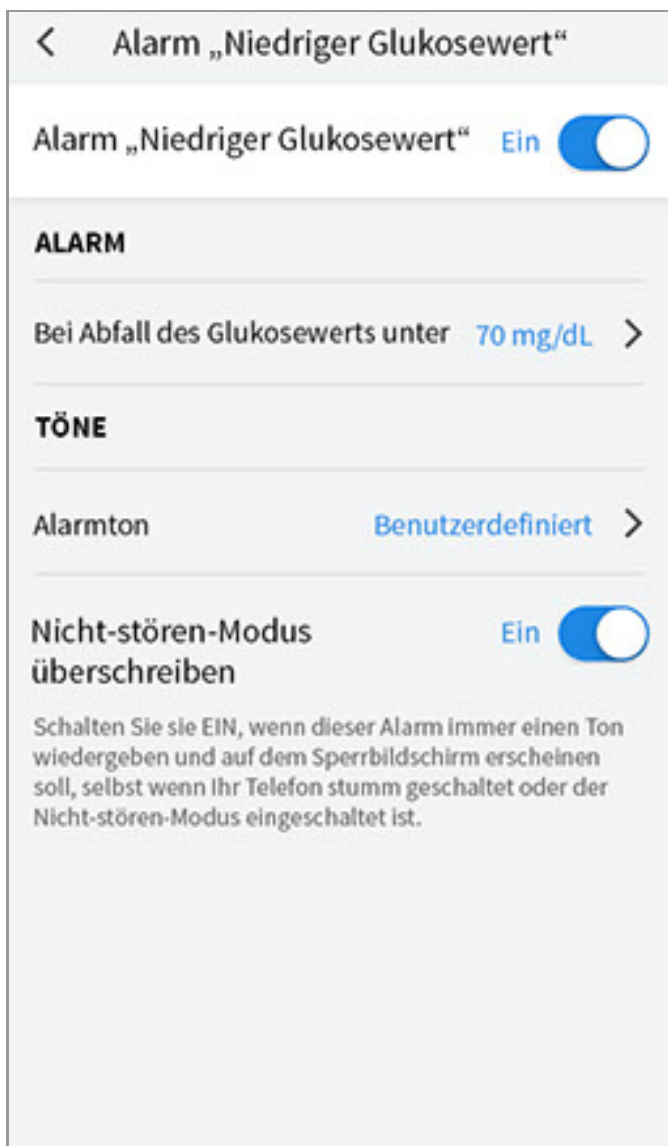 Alarm „Niedriger Glukosewert“
Alarm „Niedriger Glukosewert“ Ein
ALARM
Bei Abfall des Glukosewerts unter 70 mg/dL
TÖNE
Alarmton Benutzerdefiniert
Nicht-stören-Modus Ein
überschreiben
Schalten Sie sie EIN, wenn dieser Alarm immer einen Ton
wiedergeben und auf dem Sperrbildschirm erscheinen
soll, selbst wenn Ihr Telefon stumm geschaltet oder der
Nicht-stören-Modus eingeschaltet ist.